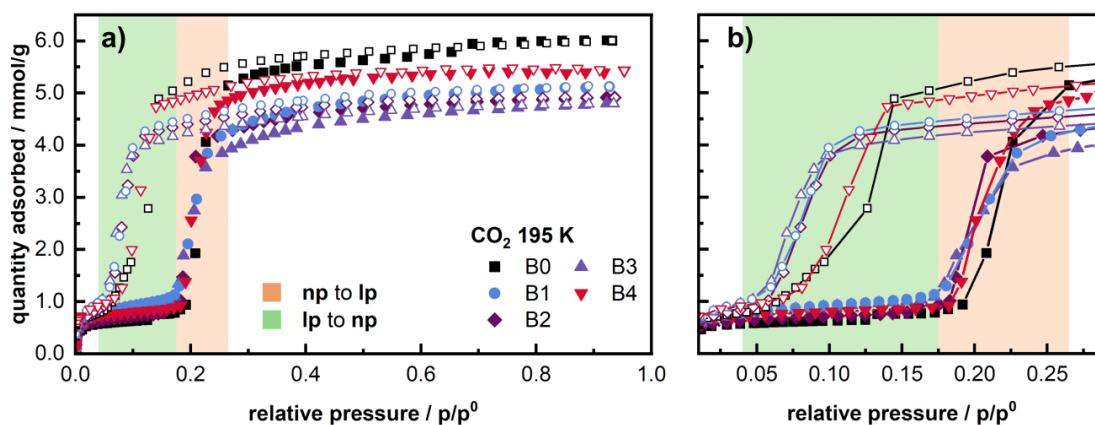 a)
b)
quantity adsorbed / mmol/g
6.0
5.0
4.0
3.0
2.0
1.0
0.0
CO₂ 195 K
B0
B3
B1
B4
B2
np to lp
lp to np
0.0
0.2
0.4
0.6
0.8
1.0
0.05
0.10
0.15
0.20
0.25
relative pressure / p/p⁰
relative pressure / p/p⁰